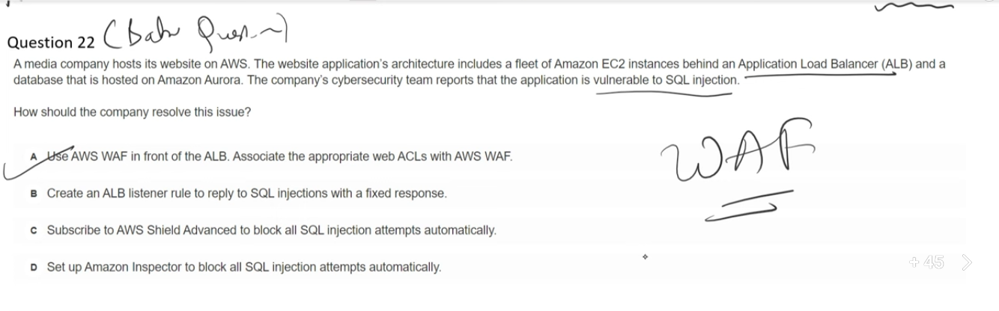 Question 22 (
A media company hosts its website on AWS. The website application's architecture includes a fleet of Amazon EC2 instances behind an Application Load Balancer (ALB) and a
database that is hosted on Amazon Aurora. The company's cybersecurity team reports that the application is vulnerable to SQL injection.
How should the company resolve this issue?
A Use AWS WAF in front of the ALB. Associate the appropriate web ACLs with AWS WAF.
WAF
B Create an ALB listener rule to reply to SQL injections with a fixed response.
C Subscribe to AWS Shield Advanced to block all SQL injection attempts automatically.
D Set up Amazon Inspector to block all SQL injection attempts automatically.
+ 45 >